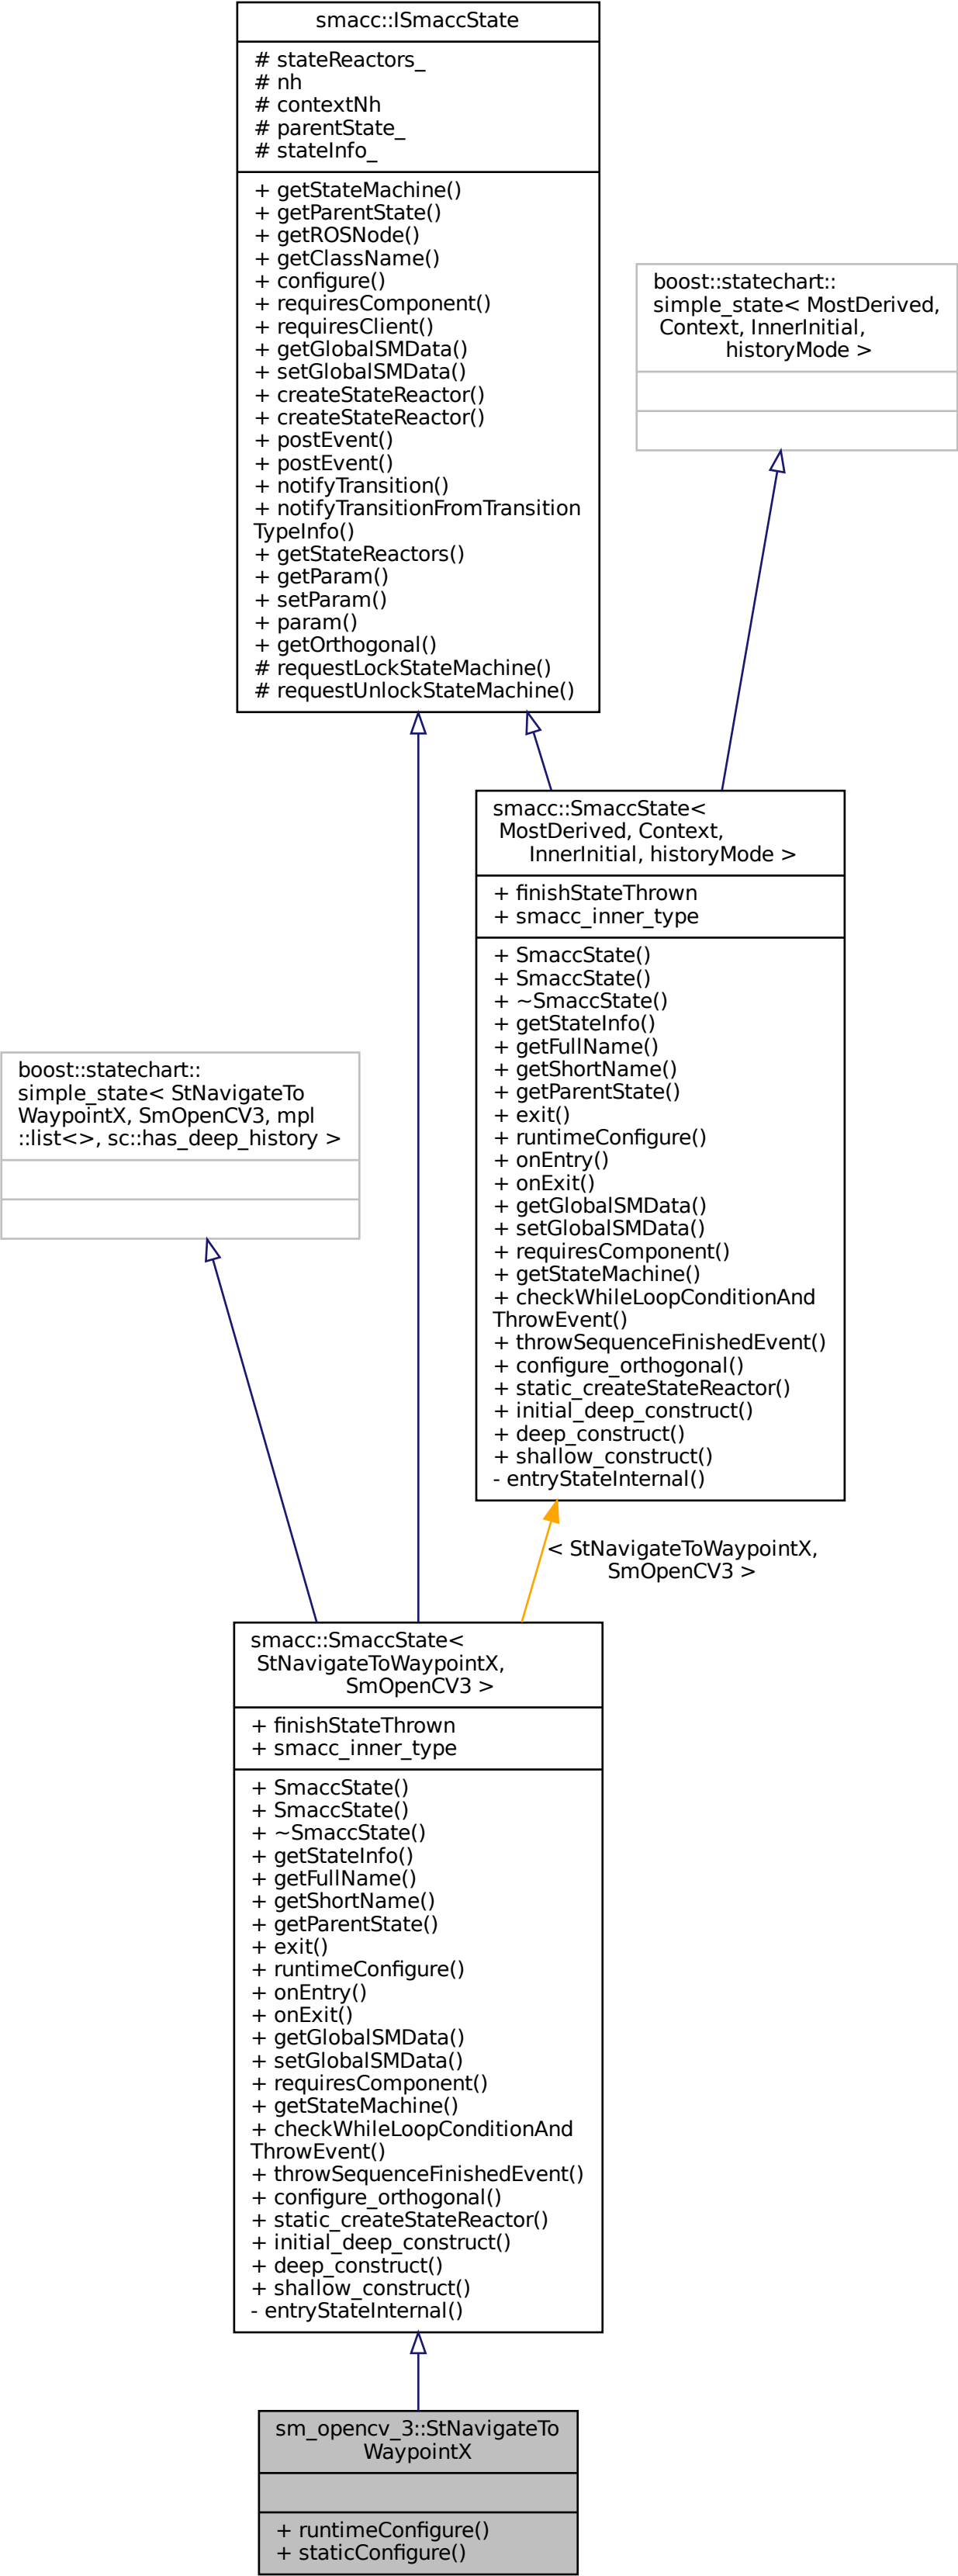 smacc::ISmaccState
# stateReactors_
# nh
# contextNh
# parentState_
# stateInfo_
+ getStateMachine()
+ getParentState()
+ getROSNode()
+ getClassName()
+ configure()
+ requiresComponent()
+ requiresClient()
+ getGlobalSMData()
+ setGlobalSMData()
+ createStateReactor()
+ createStateReactor()
+ postEvent()
+ postEvent()
+ notifyTransition()
+ notifyTransitionFromTransition
TypeInfo()
+ getStateReactors()
+ getParam()
+ setParam()
+ param()
+ getOrthogonal()
# requestLockStateMachine()
# requestUnlockStateMachine()
boost::statechart::
simple_state< MostDerived,
Context, InnerInitial,
historyMode >
smacc::SmaccState<
MostDerived, Context,
InnerInitial, historyMode >
+ finishStateThrown
+ smacc_inner_type
+ SmaccState()
+ SmaccState()
+ ~SmaccState()
+ getStateInfo()
+ getFullName()
+ getShortName()
+ getParentState()
+ exit()
+ runtimeConfigure()
+ onEntry()
+ onExit()
+ getGlobalSMData()
+ setGlobalSMData()
+ requiresComponent()
+ getStateMachine()
+ checkWhileLoopConditionAnd
ThrowEvent()
+ throwSequenceFinishedEvent()
+ configure_orthogonal()
+ static_createStateReactor()
+ initial_deep_construct()
+ deep_construct()
+ shallow_construct()
- entryStateInternal()
boost::statechart::
simple_state< StNavigateTo
WaypointX, SmOpenCV3, mpl
::list<>, sc::has_deep_history >
< StNavigateToWaypointX,
SmOpenCV3 >
smacc::SmaccState<
StNavigateToWaypointX,
SmOpenCV3 >
+ finishStateThrown
+ smacc_inner_type
+ SmaccState()
+ SmaccState()
+ ~SmaccState()
+ getStateInfo()
+ getFullName()
+ getShortName()
+ getParentState()
+ exit()
+ runtimeConfigure()
+ onEntry()
+ onExit()
+ getGlobalSMData()
+ setGlobalSMData()
+ requiresComponent()
+ getStateMachine()
+ checkWhileLoopConditionAnd
ThrowEvent()
+ throwSequenceFinishedEvent()
+ configure_orthogonal()
+ static_createStateReactor()
+ initial_deep_construct()
+ deep_construct()
+ shallow_construct()
- entryStateInternal()
sm_opencv_3::StNavigateTo
WaypointX
+ runtimeConfigure()
+ staticConfigure()